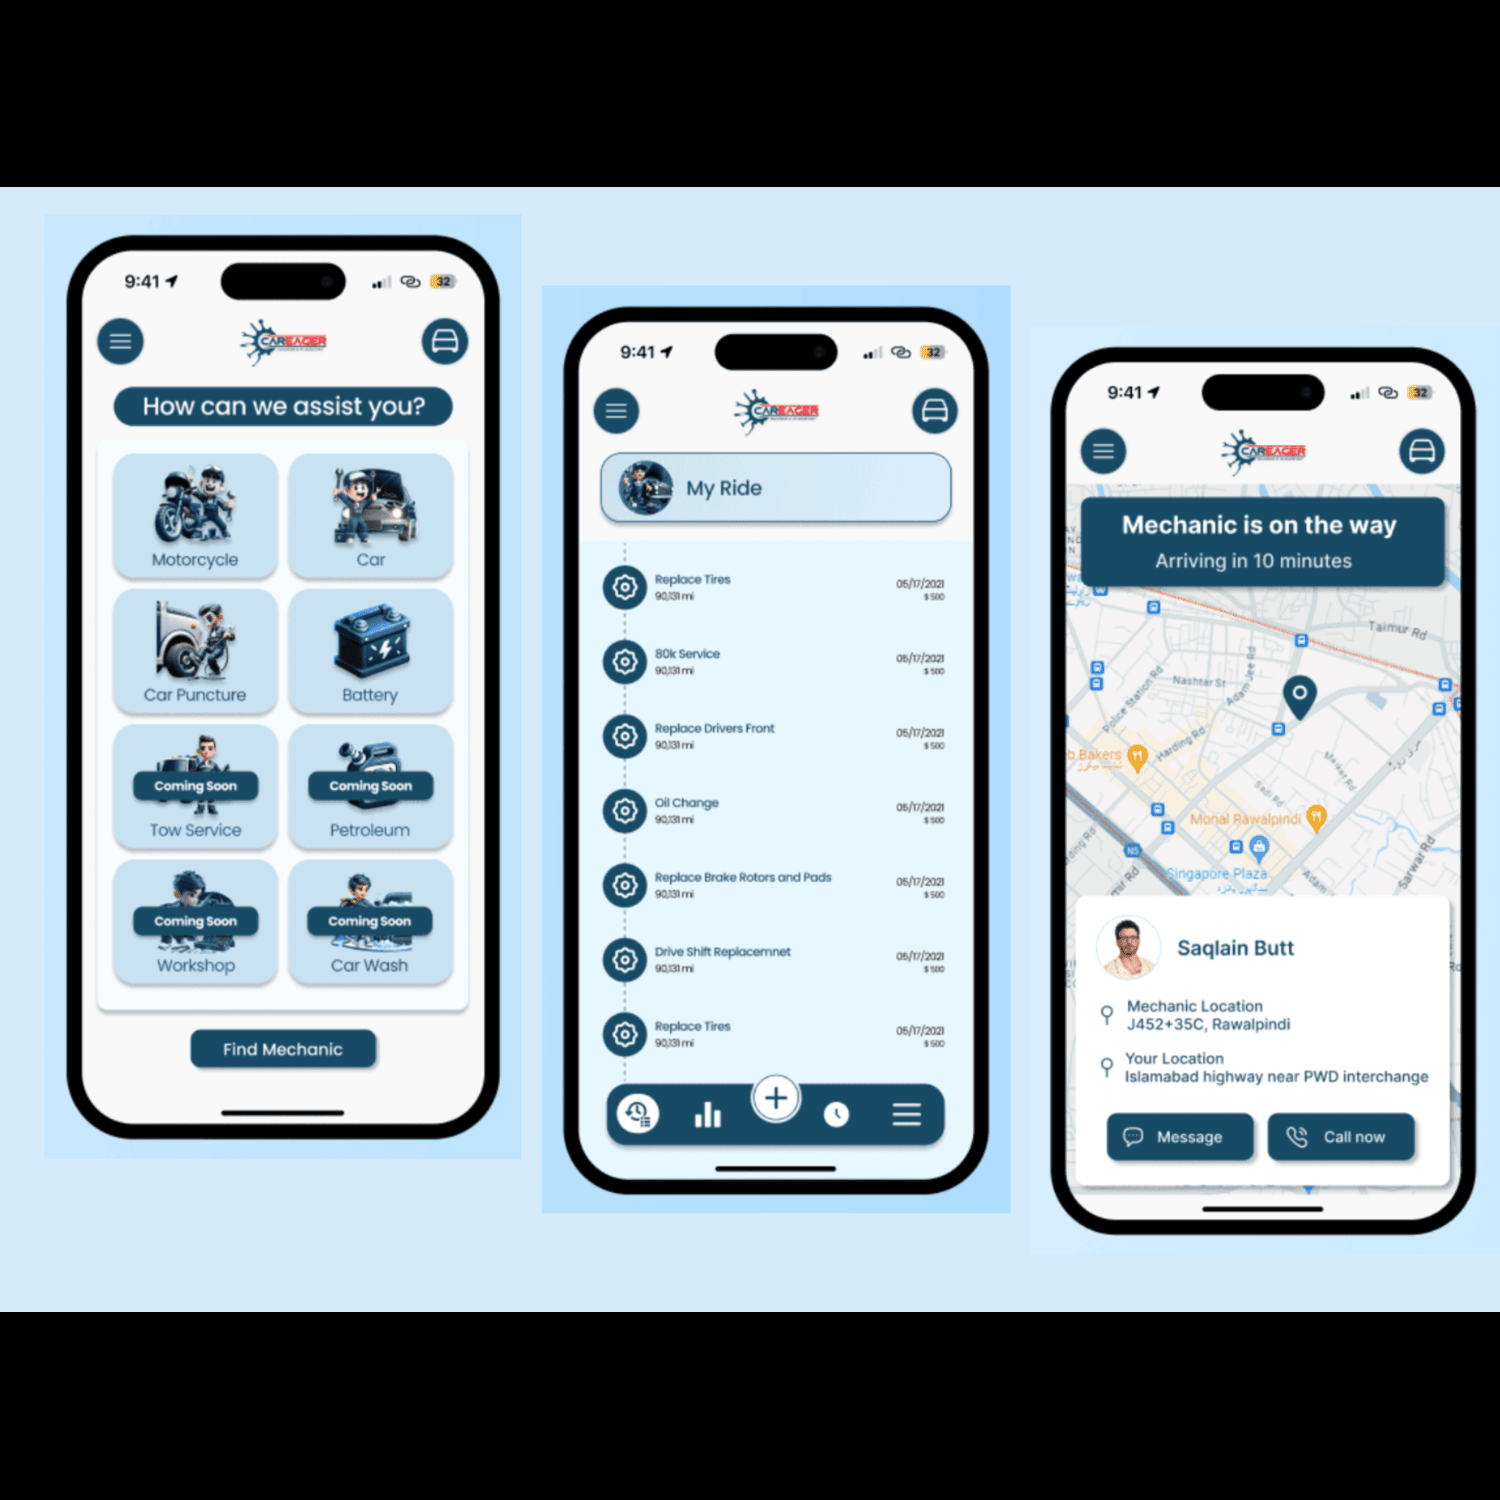 9:41
32
CAREAGER
How can we assist you?
Motorcycle
Car
Car Puncture
Battery
Coming Soon
Tow Service
Coming Soon
Petroleum
Coming Soon
Workshop
Coming Soon
Car Wash
Find Mechanic
9:41
32
CAREAGER
My Ride
Replace Tires
05/17/2021
90,131 mi
$ 500
80k Service
05/17/2021
90,131 mi
$ 500
Replace Drivers Front
05/17/2021
90,131 mi
$ 500
Oil Change
05/17/2021
90,131 mi
$ 500
Replace Brake Rotors and Pads
05/17/2021
90,131 mi
$ 500
Drive Shift Replacemnet
05/17/2021
90,131 mi
$ 500
Replace Tires
05/17/2021
90,131 mi
$ 500
9:41
32
CAREAGER
Mechanic is on the way
Arriving in 10 minutes
Taimur Rd
Nashtar St
Adam Jee Rd
Police Station Rd
Harding Rd
b Bakers
Market Rd
Sadi Rd
Monal Rawalpindi
N5
Singapore Plaza
سنگاپور پلازہ
Sarwar Rd
Saqlain Butt
Mechanic Location
J452+35C, Rawalpindi
Your Location
Islamabad highway near PWD interchange
Message
Call now